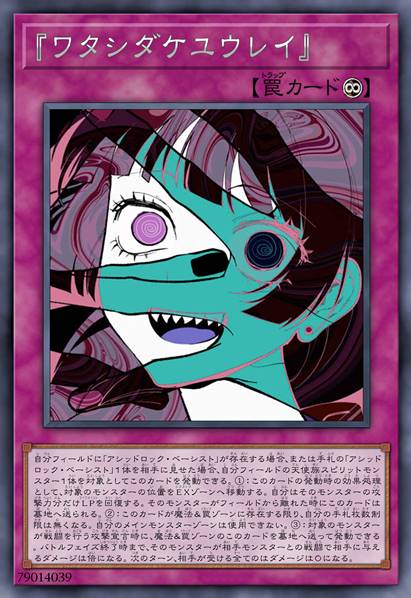 『ワタシダケユウレイ』
【罠カード】
トラップ
自分フィールドに「アシッドロック・ベーシスト」が存在する場合、または手札の「アシッド
ロック・ベーシスト」1体を相手に見せた場合、自分フィールドの天使族スピリットモンス
ター1体を対象としてこのカードを発動できる。①：このカードの発動時の効果処理
として、対象のモンスターの位置をEXゾーンへ移動する。自分はそのモンスターの攻
撃力分だけLPを回復する。そのモンスターがフィールドから離れた時にこのカードは
墓地へ送られる。②：このカードが魔法&罠ゾーンに存在する限り、自分の手札枚数制
限は無くなる。自分のメインモンスターゾーンは使用できない。③：対象のモンスター
が戦闘を行う攻撃宣言時に、魔法&罠ゾーンのこのカードを墓地へ送って発動できる。
バトルフェイズ終了時まで、そのモンスターが相手モンスターとの戦闘で相手に与え
るダメージは倍になる。次のターン、相手が受ける全てのダメージは0になる。
79014039